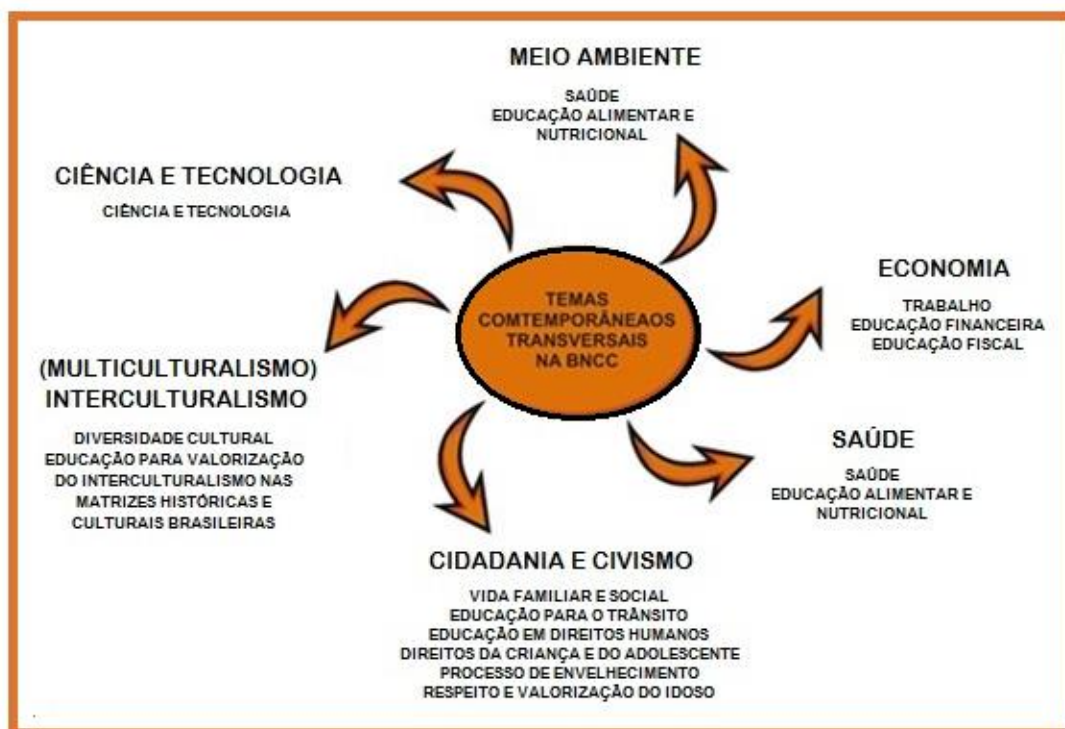 MEIO AMBIENTE
SAÚDE
EDUCAÇÃO ALIMENTAR E
NUTRICIONAL
CIÊNCIA E TECNOLOGIA
CIÊNCIA E TECNOLOGIA
TEMAS
COMTEMPORÂNEAOS
TRANSVERSAIS
NA BNCC
ECONOMIA
TRABALHO
EDUCAÇÃO FINANCEIRA
EDUCAÇÃO FISCAL
(MULTICULTURALISMO)
INTERCULTURALISMO
DIVERSIDADE CULTURAL
EDUCAÇÃO PARA VALORIZAÇÃO
DO INTERCULTURALISMO NAS
MATRIZES HISTÓRICAS E
CULTURAIS BRASILEIRAS
SAÚDE
SAÚDE
EDUCAÇÃO ALIMENTAR E
NUTRICIONAL
CIDADANIA E CIVISMO
VIDA FAMILIAR E SOCIAL
EDUCAÇÃO PARA O TRÂNSITO
EDUCAÇÃO EM DIREITOS HUMANOS
DIREITOS DA CRIANÇA E DO ADOLESCENTE
PROCESSO DE ENVELHECIMENTO
RESPEITO E VALORIZAÇÃO DO IDOSO